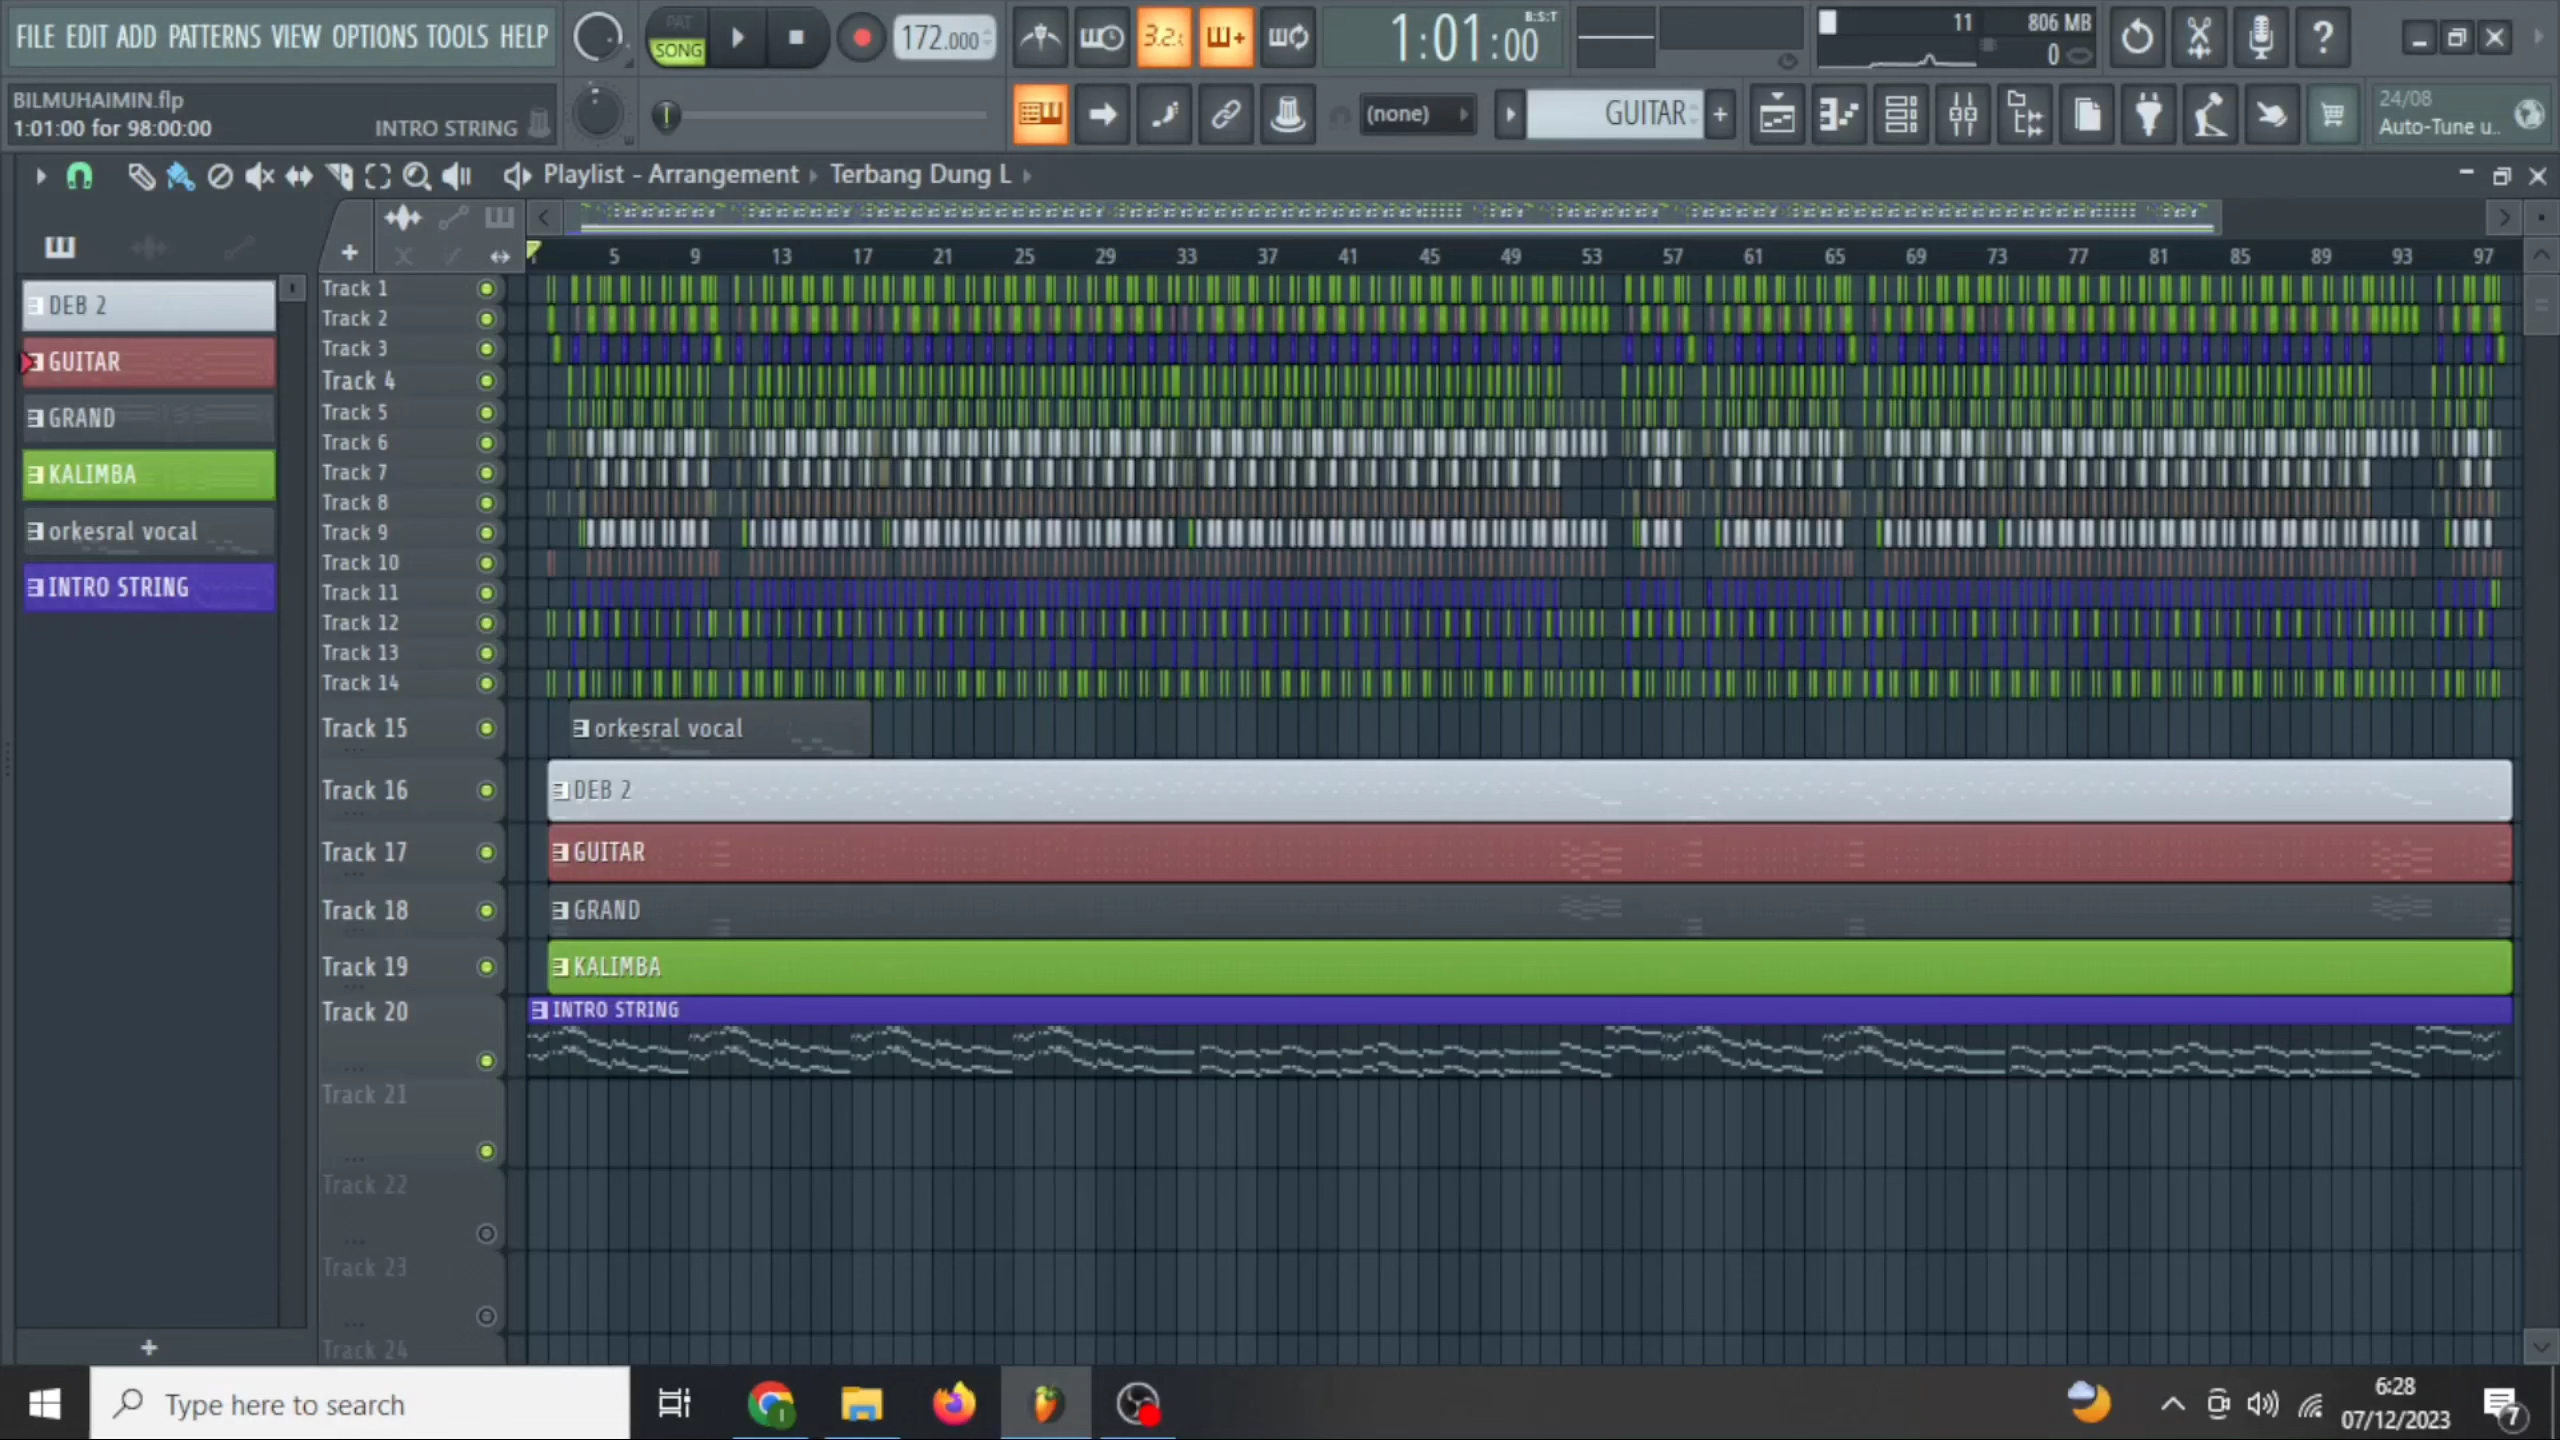 FILE EDIT ADD PATTERNS VIEW OPTIONS TOOLS HELP
PAT
SONG
172.000
3.2.
1:01:00
B:S:T
11
806 MB
0
BILMUHAIMIN.flp
1:01:00 for 98:00:00
INTRO STRING
(none)
GUITAR
24/08
Auto-Tune u..
Playlist - Arrangement
Terbang Dung L
5 9 13 17 21 25 29 33 37 41 45 49 53 57 61 65 69 73 77 81 85 89 93 97
DEB 2
GUITAR
GRAND
KALIMBA
orkesral vocal
INTRO STRING
Track 1
Track 2
Track 3
Track 4
Track 5
Track 6
Track 7
Track 8
Track 9
Track 10
Track 11
Track 12
Track 13
Track 14
Track 15
orkesral vocal
Track 16
DEB 2
Track 17
GUITAR
Track 18
GRAND
Track 19
KALIMBA
Track 20
INTRO STRING
Track 21
Track 22
Track 23
Track 24
Type here to search
6:28
07/12/2023
7